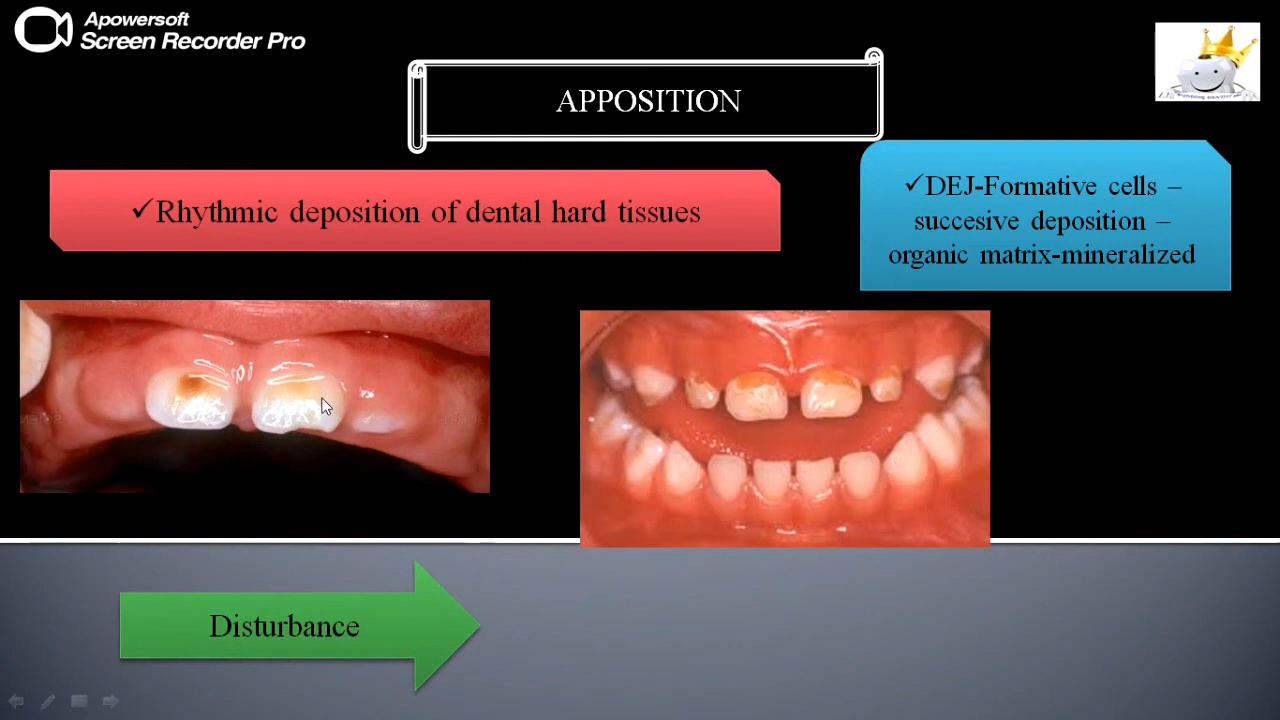 Apowersoft
Screen Recorder Pro
APPOSITION
✓Rhythmic deposition of dental hard tissues
✓DEJ-Formative cells –
succesive deposition –
organic matrix-mineralized
Disturbance